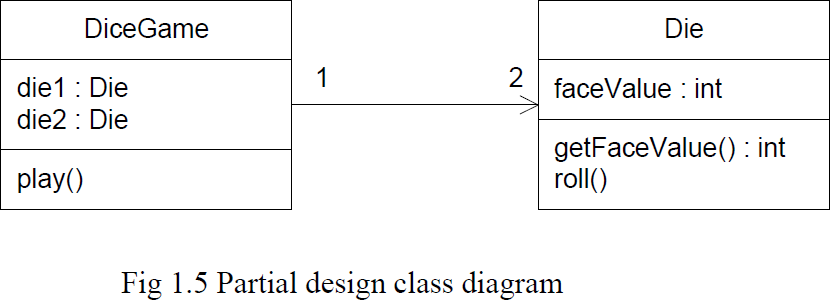 DiceGame
die1 : Die
die2 : Die
play()
1
2
Die
faceValue : int
getFaceValue() : int
roll()
Fig 1.5 Partial design class diagram